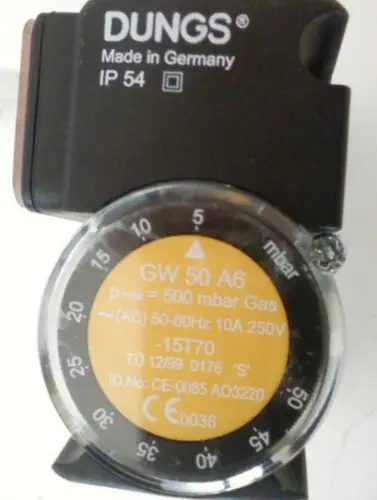 DUNGS®
Made in Germany
IP 54
5
10
15
20
25
30
35
40
45
50
mbar
GW 50 A6
pmax = 500 mbar Gas
~(AC) 50-60Hz 10A 250V
-15T70
TÜ 12/99 0176 'S'
ID.No: CE-0085 AO3220
CE0036